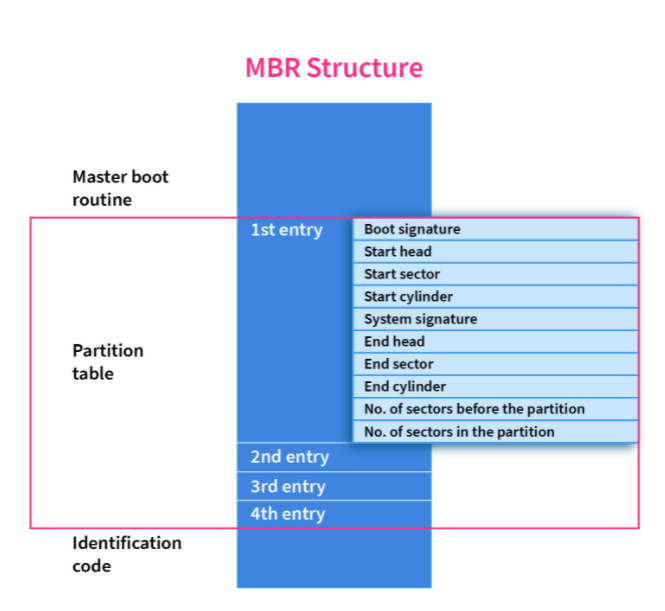 MBR Structure
Master boot
routine
1st entry
Boot signature
Start head
Start sector
Start cylinder
System signature
End head
End sector
End cylinder
No. of sectors before the partition
No. of sectors in the partition
Partition
table
2nd entry
3rd entry
4th entry
Identification
code